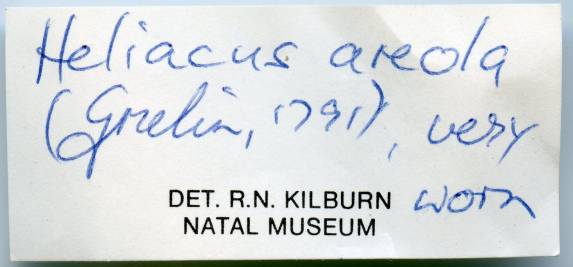 Heliacus areola
(Gmelin, 1791), very
worn
DET. R.N. KILBURN
NATAL MUSEUM